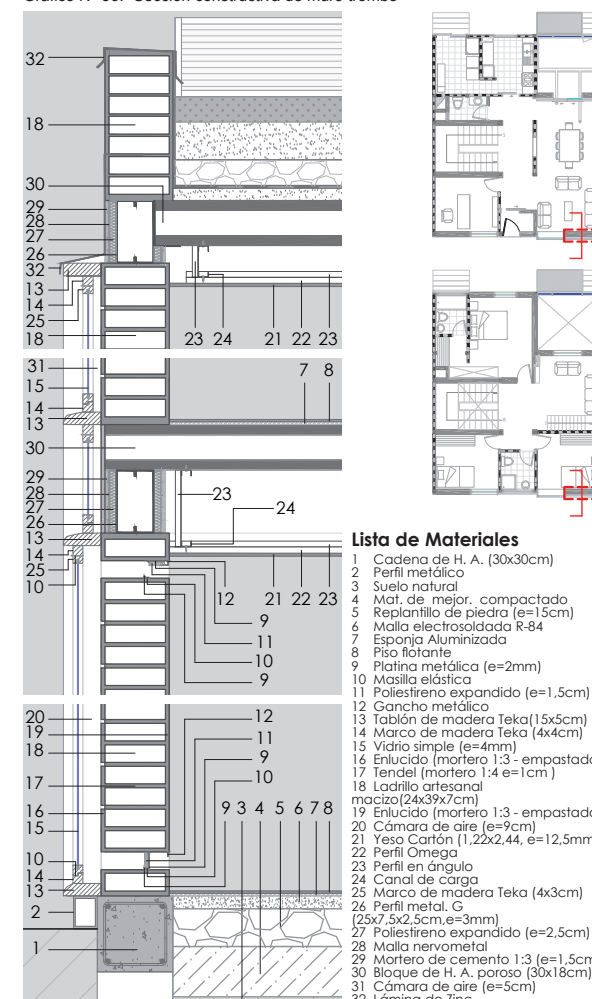 32
18
30
29
28
27
26
32
13
14
25
18
23 24 21 22 23
31
15
14
13
30
29
28
27
26
13
14
25
10
7 8
23
24
12
21 22 23
9
11
10
9
20
19
18
17
16
15
10
14
13
2
1
12
11
9
10
9 3 4 5 6 7 8
Lista de Materiales
1 Cadena de H. A. (30x30cm)
2 Perfil metálico
3 Suelo natural
4 Mat. de mejor. compactado
5 Replantillo de piedra (e=15cm)
6 Malla electrosoldada R-84
7 Esponja Aluminizada
8 Piso flotante
9 Platina metálica (e=2mm)
10 Masilla elástica
11 Poliestireno expandido (e=1,5cm)
12 Gancho metálico
13 Tablón de madera Teka(15x5cm)
14 Marco de madera Teka (4x4cm)
15 Vidrio simple (e=4mm)
16 Enlucido (mortero 1:3 - empastado
17 Tendel (mortero 1:4 e=1cm )
18 Ladrillo artesanal
macizo(24x39x7cm)
19 Enlucido (mortero 1:3 - empastado
20 Cámara de aire (e=9cm)
21 Yeso Cartón (1,22x2,44, e=12,5mm
22 Perfil Omega
23 Perfil en ángulo
24 Canal de carga
25 Marco de madera Teka (4x3cm)
26 Perfil metal. G
(25x7,5x2,5cm,e=3mm)
27 Poliestireno expandido (e=2,5cm)
28 Malla nervometal
29 Mortero de cemento 1:3 (e=1,5cm
30 Bloque de H. A. poroso (30x18cm)
31 Cámara de aire (e=5cm)
32 Lámina de Zinc